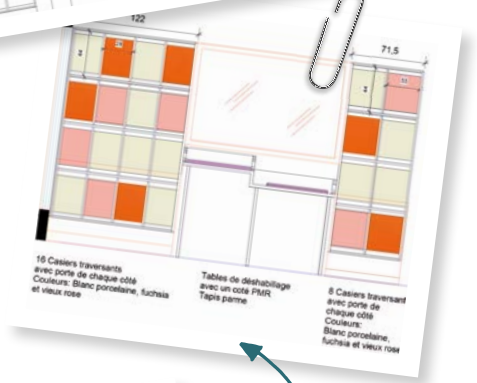 122
71,5
16 Casiers traversants
avec porte de chaque côté
Couleurs: Blanc porcelaine, fuchsia
et vieux rose
Tables de déshabillage
avec un coté PMR
Tapis parme
8 Casiers traversant
avec porte de
chaque côté
Couleurs:
Blanc porcelaine,
fuchsia et vieux rose